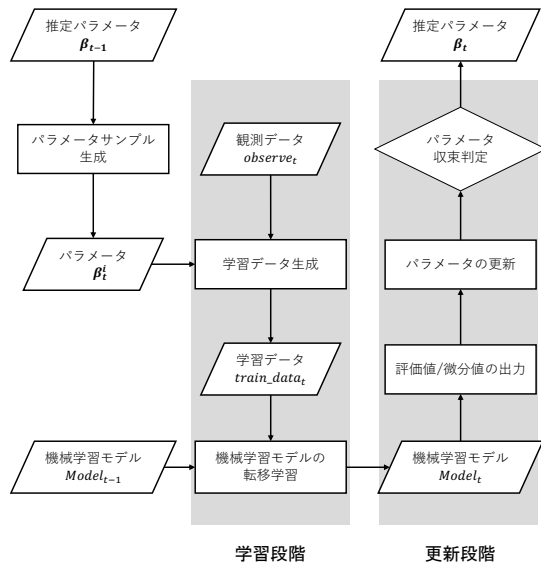 推定パラメータ
β_{t−1}
パラメータサンプル
生成
パラメータ
β_t^i
機械学習モデル
Model_{t−1}
観測データ
observe_t
学習データ生成
学習データ
train_data_t
機械学習モデルの
転移学習
学習段階
推定パラメータ
β_t
パラメータ
収束判定
パラメータの更新
評価値/微分値の出力
機械学習モデル
Model_t
更新段階